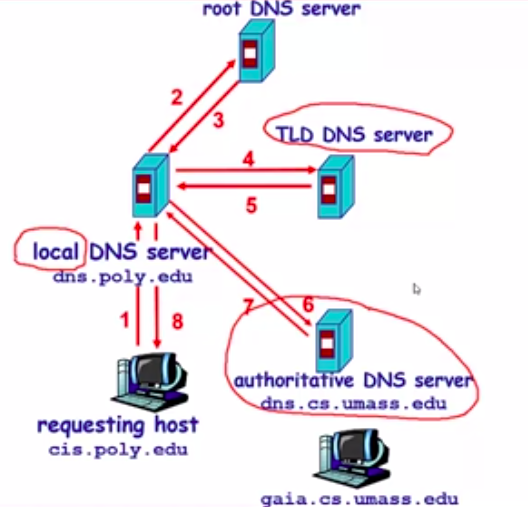 root DNS server
2
3
TLD DNS server
4
5
local DNS server
dns.poly.edu
7
6
1
8
authoritative DNS server
dns.cs.umass.edu
requesting host
cis.poly.edu
gaia.cs.umass.edu